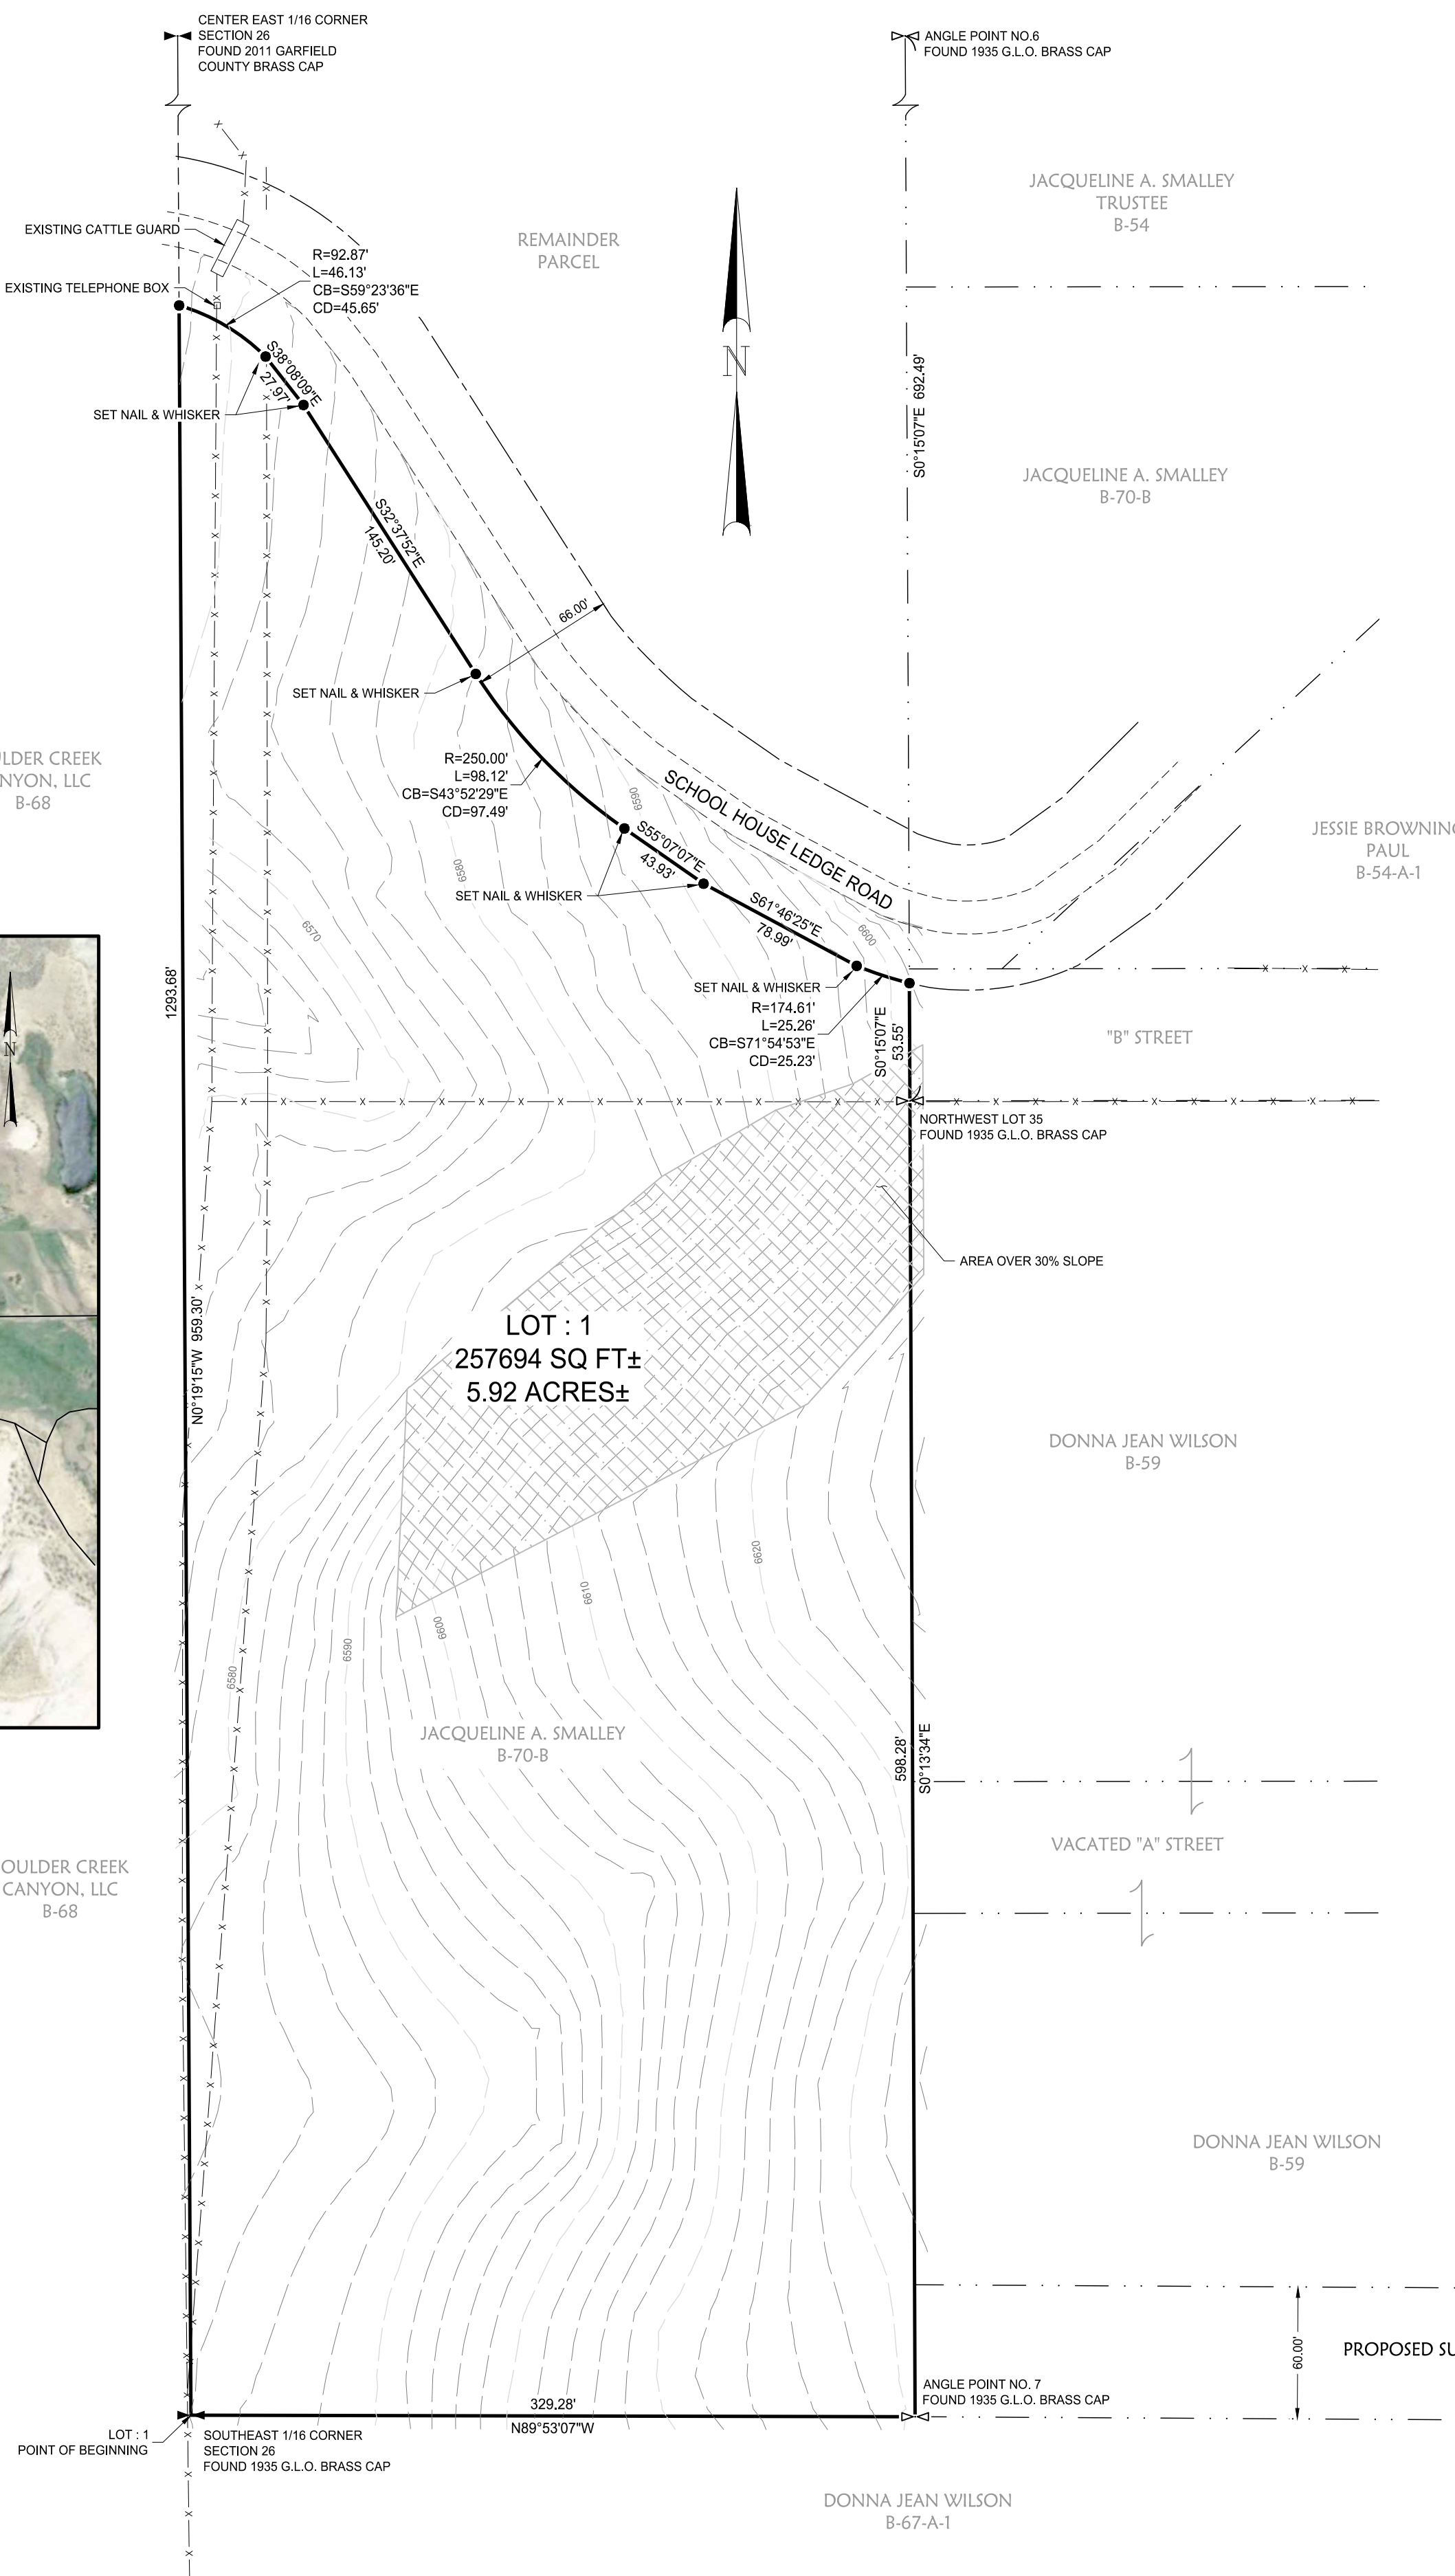 CENTER EAST 1/16 CORNER
SECTION 26
FOUND 2011 GARFIELD
COUNTY BRASS CAP
ANGLE POINT NO.6
FOUND 1935 G.L.O. BRASS CAP
JACQUELINE A. SMALLEY
TRUSTEE
B-54
REMAINDER
PARCEL
EXISTING CATTLE GUARD
R=92.87'
L=46.13'
CB=S59°23'36"E
CD=45.65'
EXISTING TELEPHONE BOX
N
S38°08'09"E
27.97'
SET NAIL & WHISKER
S0°15'07"E 692.49'
JACQUELINE A. SMALLEY
B-70-B
S32°37'52"E
145.20'
66.00'
SET NAIL & WHISKER
LDER CREEK
NYON, LLC
B-68
R=250.00'
L=98.12'
CB=S43°52'29"E
CD=97.49'
6590
SCHOOL HOUSE LEDGE ROAD
JESSIE BROWNING
PAUL
B-54-A-1
6580
S55°07'07"E
43.93'
SET NAIL & WHISKER
S61°46'25"E
78.99'
6570
6600
1293.68'
SET NAIL & WHISKER
R=174.61'
L=25.26'
CB=S71°54'53"E
CD=25.23'
S0°15'07"E
53.55'
"B" STREET
N
NORTHWEST LOT 35
FOUND 1935 G.L.O. BRASS CAP
AREA OVER 30% SLOPE
LOT : 1
257694 SQ FT±
5.92 ACRES±
N0°19'15"W 959.30'
DONNA JEAN WILSON
B-59
6620
6610
6600
6590
6580
JACQUELINE A. SMALLEY
B-70-B
598.28'
S0°13'34"E
VACATED "A" STREET
OULDER CREEK
CANYON, LLC
B-68
DONNA JEAN WILSON
B-59
60.00'
PROPOSED SU
ANGLE POINT NO. 7
FOUND 1935 G.L.O. BRASS CAP
329.28'
N89°53'07"W
LOT : 1
POINT OF BEGINNING
SOUTHEAST 1/16 CORNER
SECTION 26
FOUND 1935 G.L.O. BRASS CAP
DONNA JEAN WILSON
B-67-A-1